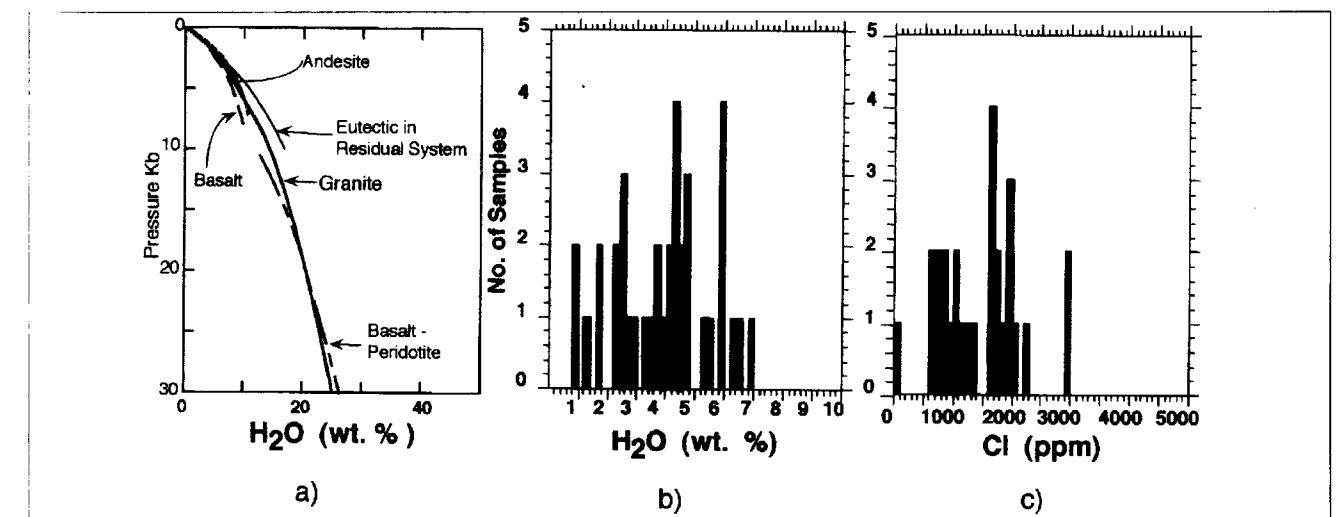 0
10
20
30
Pressure Kb
Andesite
Eutectic in
Residual System
Basalt
Granite
Basalt -
Peridotite
0 20 40
H2O (wt. % )
a)
5
4
3
2
1
0
No. of Samples
1 2 3 4 5 6 7 8 9 10
H2O (wt. %)
b)
5
4
3
2
1
0
0 1000 2000 3000 4000 5000
Cl (ppm)
c)